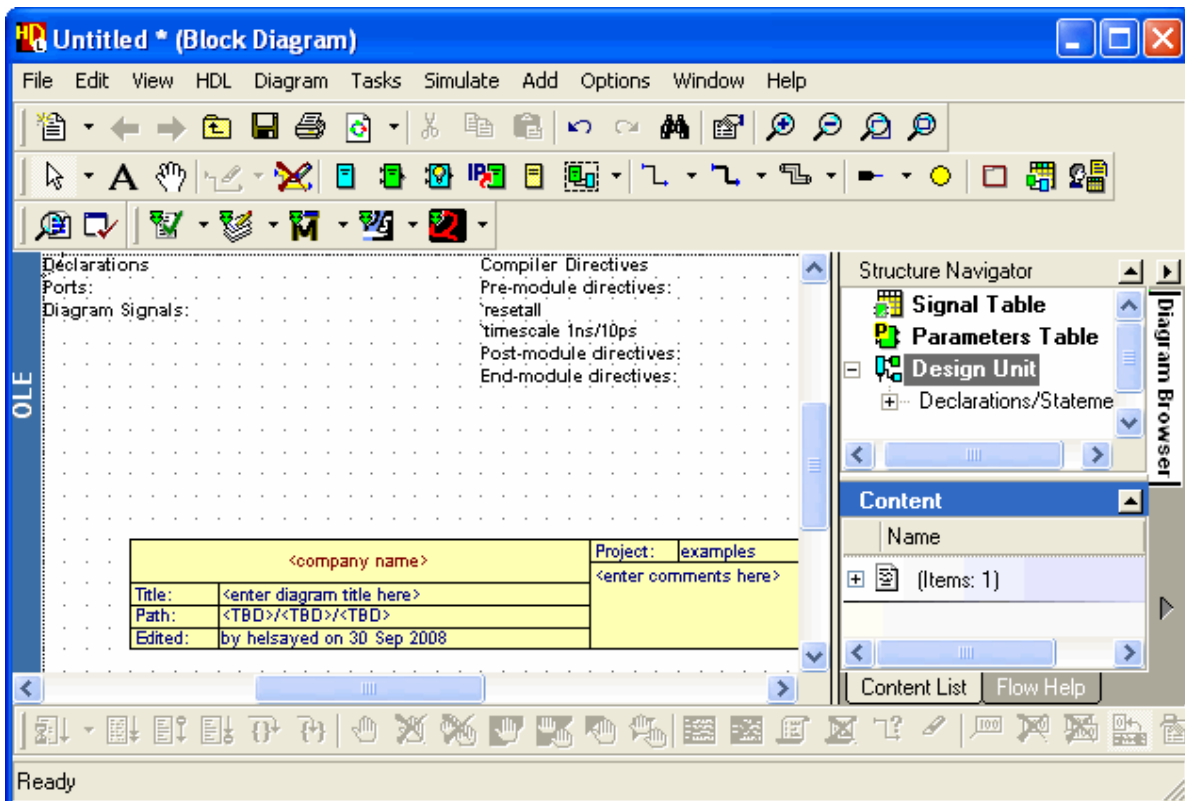 Untitled * (Block Diagram)
File Edit View HDL Diagram Tasks Simulate Add Options Window Help
Declarations
Ports:
Diagram Signals:
Compiler Directives
Pre-module directives:
`resetall
`timescale 1ns/10ps
Post-module directives:
End-module directives:
OLE
<company name>
Title: <enter diagram title here>
Path: <TBD>/<TBD>/<TBD>
Edited: by helsayed on 30 Sep 2008
Project: examples
<enter comments here>
Structure Navigator
Signal Table
Parameters Table
Design Unit
Declarations/Stateme
Diagram Browser
Content
Name
(Items: 1)
Content List Flow Help
Ready